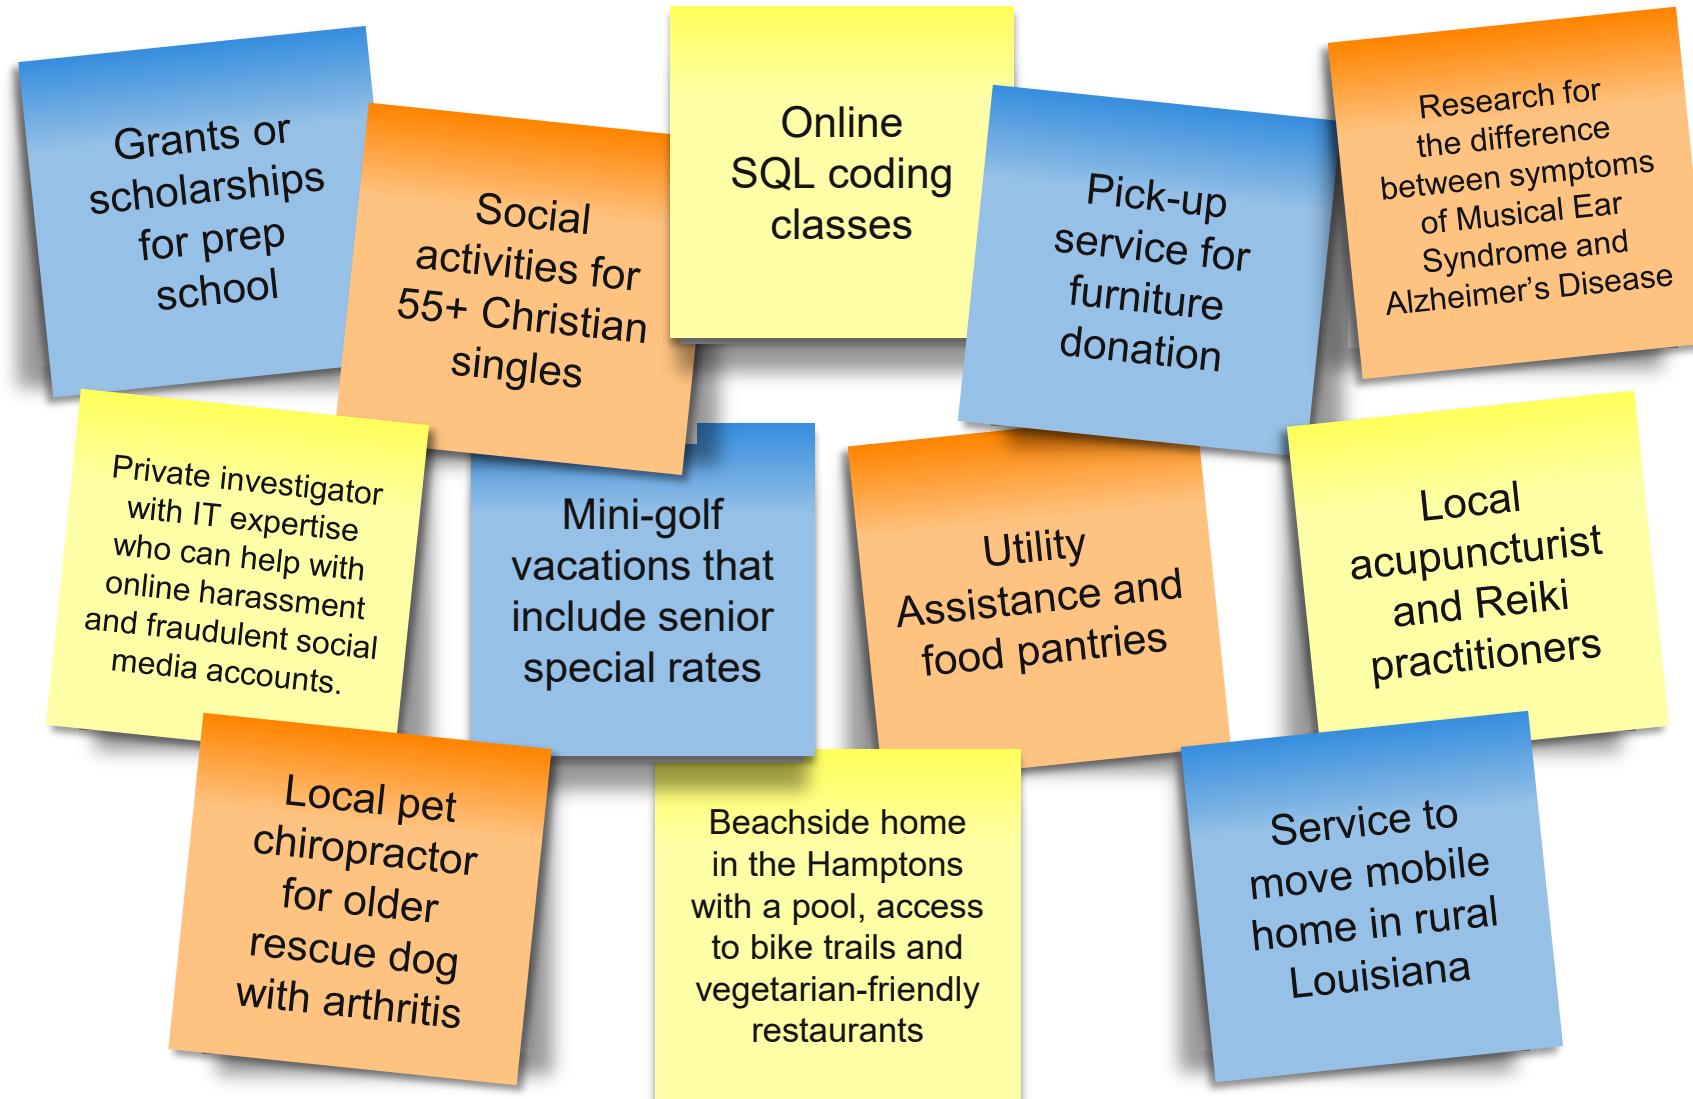 Grants or
scholarships
for prep
school
Social
activities for
55+ Christian
singles
Online
SQL coding
classes
Pick-up
service for
furniture
donation
Research for
the difference
between symptoms
of Musical Ear
Syndrome and
Alzheimer’s Disease
Private investigator
with IT expertise
who can help with
online harassment
and fraudulent social
media accounts.
Mini-golf
vacations that
include senior
special rates
Utility
Assistance and
food pantries
Local
acupuncturist
and Reiki
practitioners
Local pet
chiropractor
for older
rescue dog
with arthritis
Beachside home
in the Hamptons
with a pool, access
to bike trails and
vegetarian-friendly
restaurants
Service to
move mobile
home in rural
Louisiana